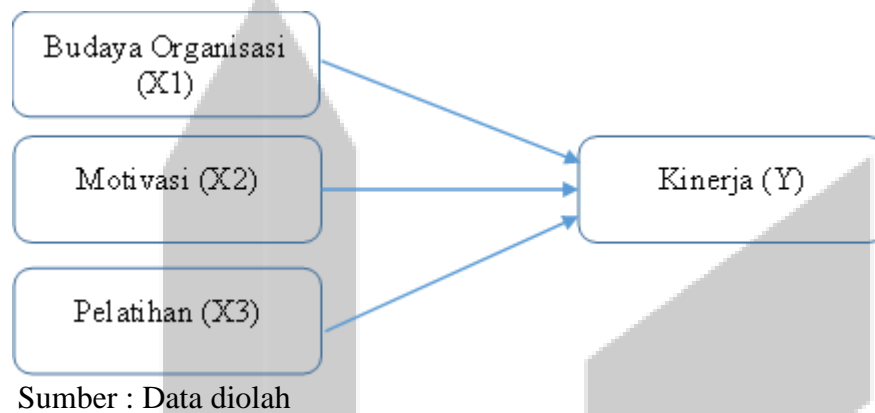 Budaya Organisasi
(X1)
Motivasi (X2)
Kinerja (Y)
Pelatihan (X3)
Sumber : Data diolah